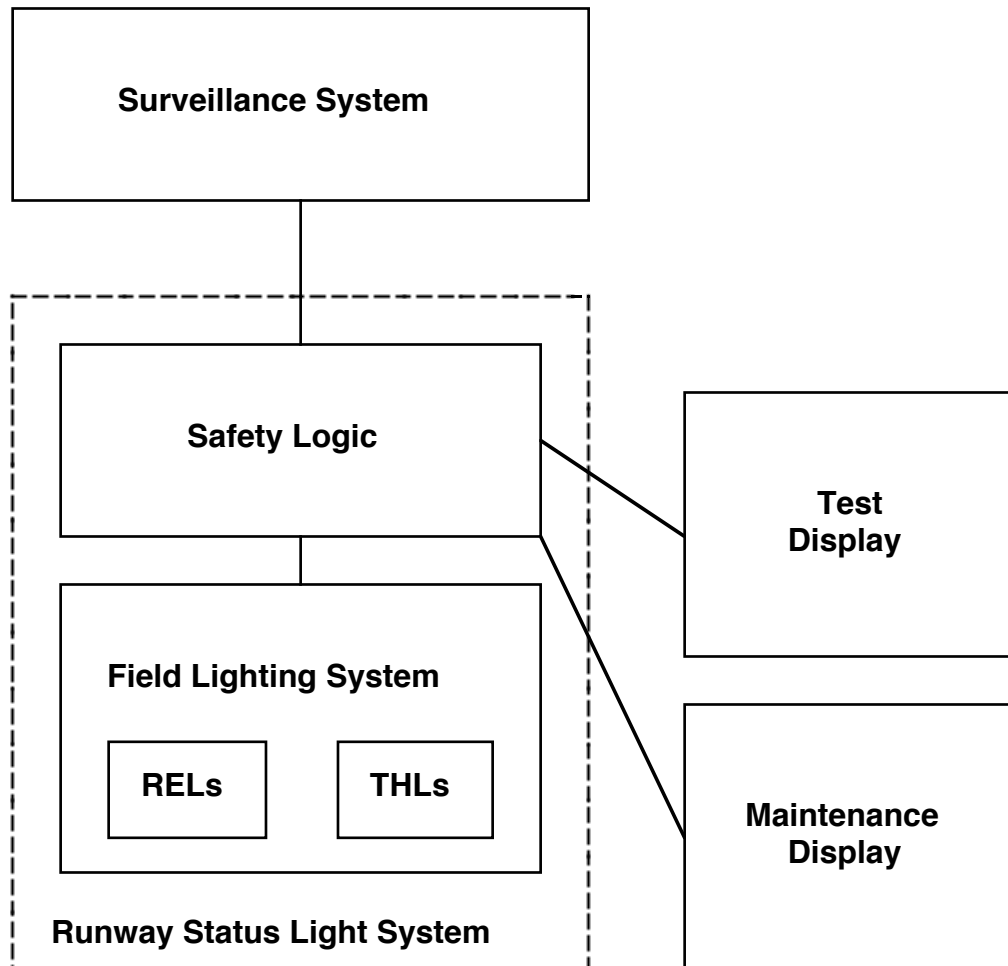 Surveillance System
Safety Logic
Test
Display
Field Lighting System
RELs
THLs
Maintenance
Display
Runway Status Light System